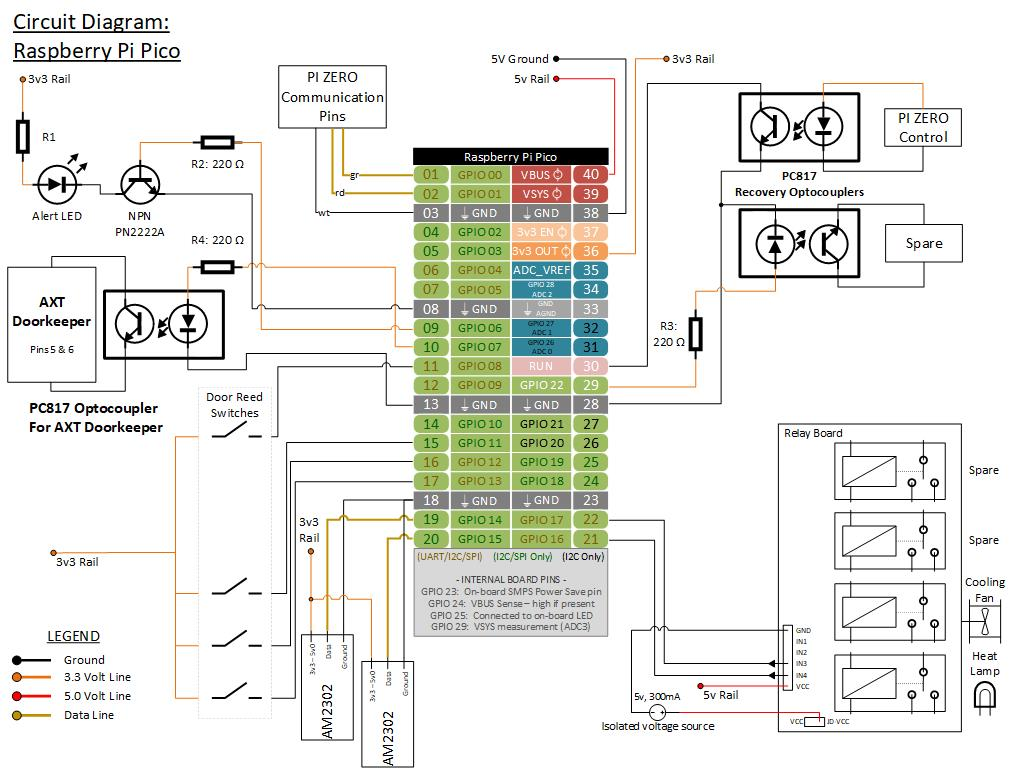 Circuit Diagram:
Raspberry Pi Pico
3v3 Rail
R1
Alert LED
NPN
PN2222A
R2: 220 Ω
R4: 220 Ω
PI ZERO
Communication
Pins
gr
rd
wt
5V Ground
5v Rail
3v3 Rail
PI ZERO
Control
PC817
Recovery Optocouplers
Spare
R3:
220 Ω
AXT
Doorkeeper
Pins 5 & 6
PC817 Optocoupler
For AXT Doorkeeper
Door Reed
Switches
3v3 Rail
3v3
Rail
Raspberry Pi Pico
01 GPIO 00 VBUS 40
02 GPIO 01 VSYS 39
03 GND GND 38
04 GPIO 02 3v3 EN 37
05 GPIO 03 3v3 OUT 36
06 GPIO 04 ADC_VREF 35
07 GPIO 05 GPIO 28 ADC 2 34
08 GND GND AGND 33
09 GPIO 06 GPIO 27 ADC 1 32
10 GPIO 07 GPIO 26 ADC 0 31
11 GPIO 08 RUN 30
12 GPIO 09 GPIO 22 29
13 GND GND 28
14 GPIO 10 GPIO 21 27
15 GPIO 11 GPIO 20 26
16 GPIO 12 GPIO 19 25
17 GPIO 13 GPIO 18 24
18 GND GND 23
19 GPIO 14 GPIO 17 22
20 GPIO 15 GPIO 16 21
(UART/I2C/SPI) (I2C/SPI Only) (I2C Only)
- INTERNAL BOARD PINS -
GPIO 23: On-board SMPS Power Save pin
GPIO 24: VBUS Sense – high if present
GPIO 25: Connected to on-board LED
GPIO 29: VSYS measurement (ADC3)
LEGEND
Ground
3.3 Volt Line
5.0 Volt Line
Data Line
3v3 – 5v0
Data
Ground
AM2302
3v3 – 5v0
Data
Ground
AM2302
Relay Board
Spare
Spare
Cooling
Fan
Heat
Lamp
GND
IN1
IN2
IN3
IN4
VCC
5v Rail
5v, 300mA
Isolated voltage source
VCC
JD-VCC